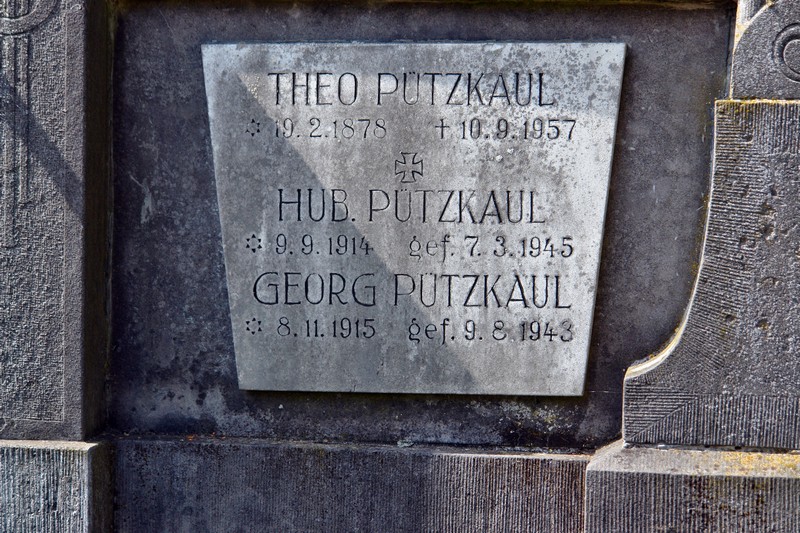 THEO PÜTZKAUL
* 19.2.1878 † 10.9.1957
HUB. PÜTZKAUL
* 9.9.1914 gef. 7.3.1945
GEORG PÜTZKAUL
* 8.11.1915 gef. 9.8.1943